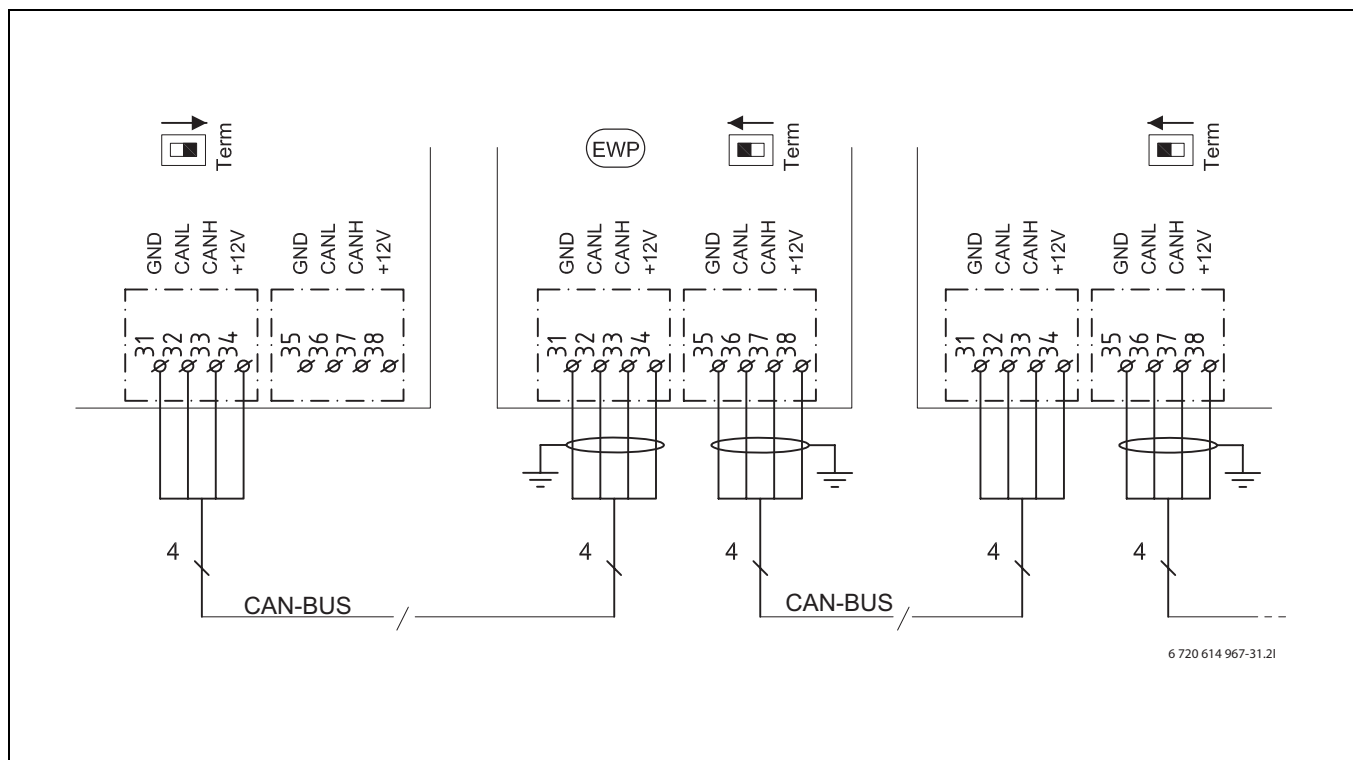 Term
EWP
Term
Term
GND CANL CANH +12V
GND CANL CANH +12V
GND CANL CANH +12V
GND CANL CANH +12V
GND CANL CANH +12V
GND CANL CANH +12V
31 32 33 34
35 36 37 38
31 32 33 34
35 36 37 38
31 32 33 34
35 36 37 38
4
4
4
4
4
CAN-BUS
CAN-BUS
6 720 614 967-31.2I